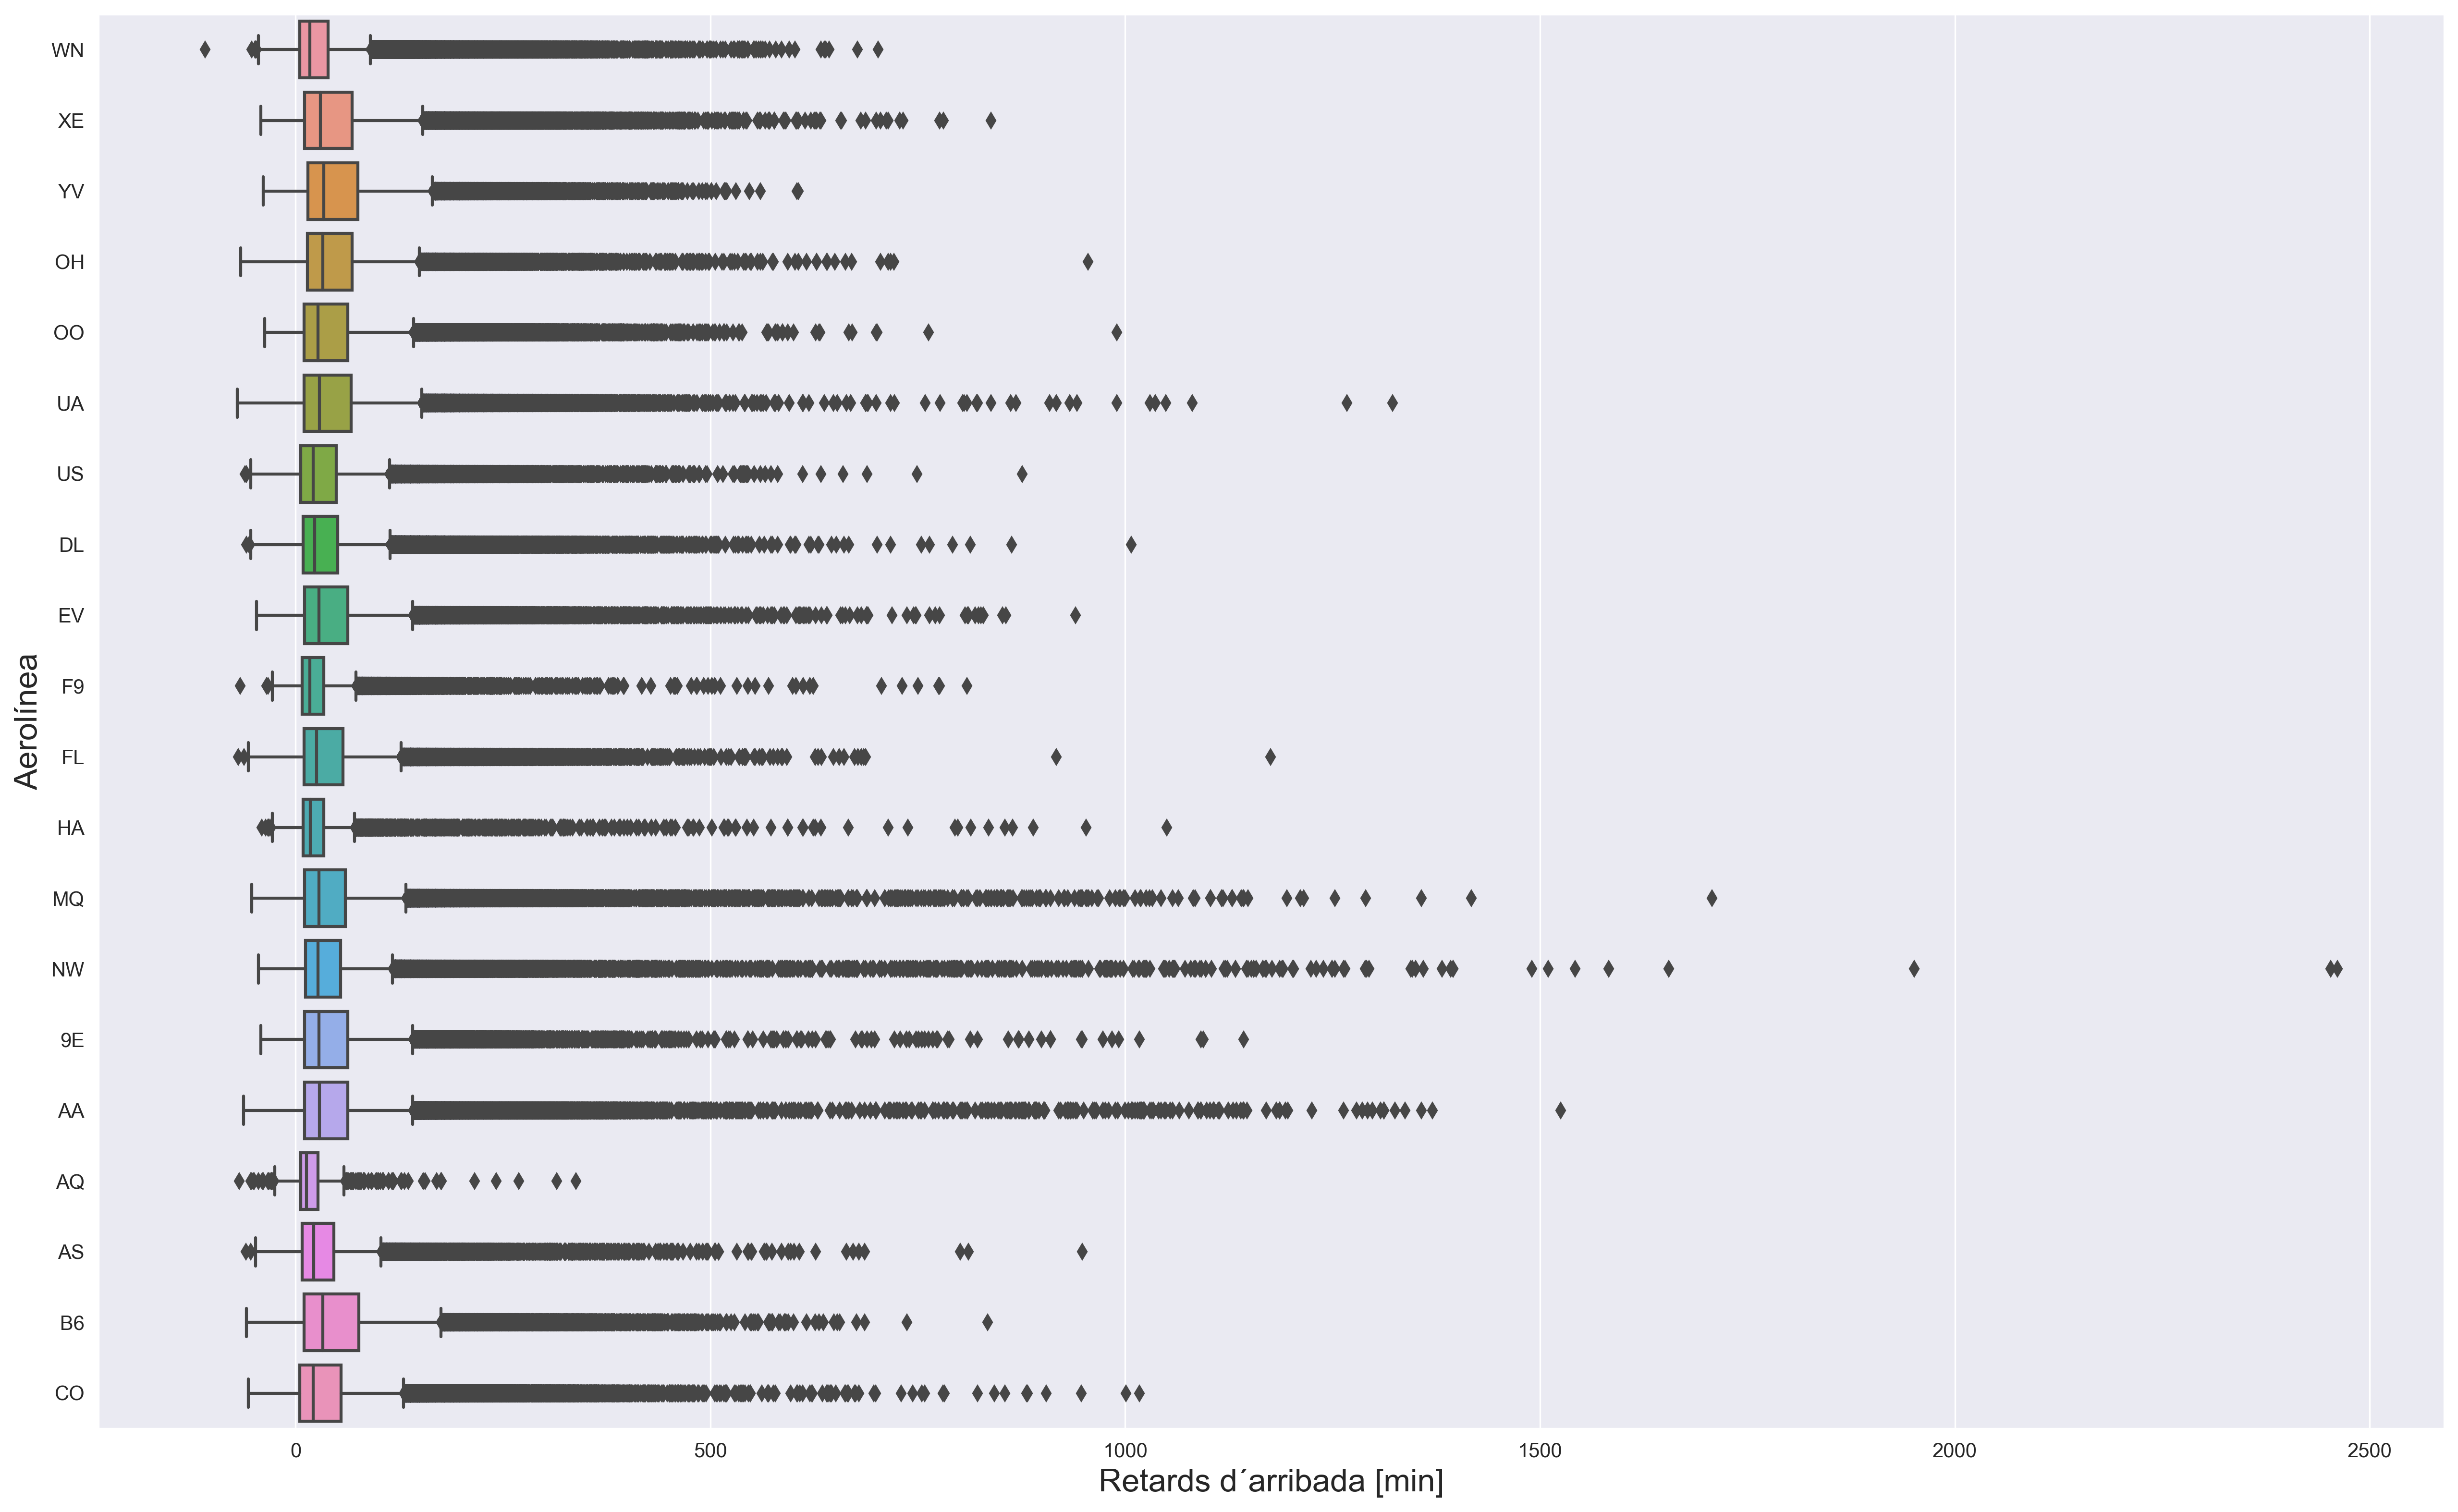 WN
XE
YV
OH
OO
UA
US
DL
EV
F9
FL
HA
MQ
NW
9E
AA
AQ
AS
B6
CO
Aerolínea
0 500 1000 1500 2000 2500
Retards d´arribada [min]